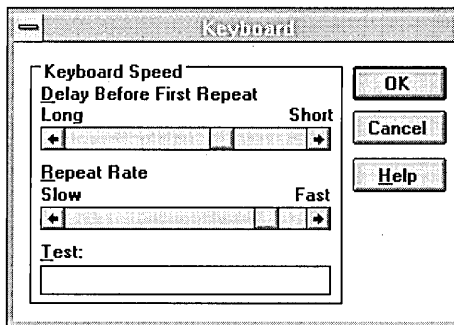 Keyboard
Keyboard Speed
Delay Before First Repeat
Long Short
Repeat Rate
Slow Fast
Test:
OK
Cancel
Help